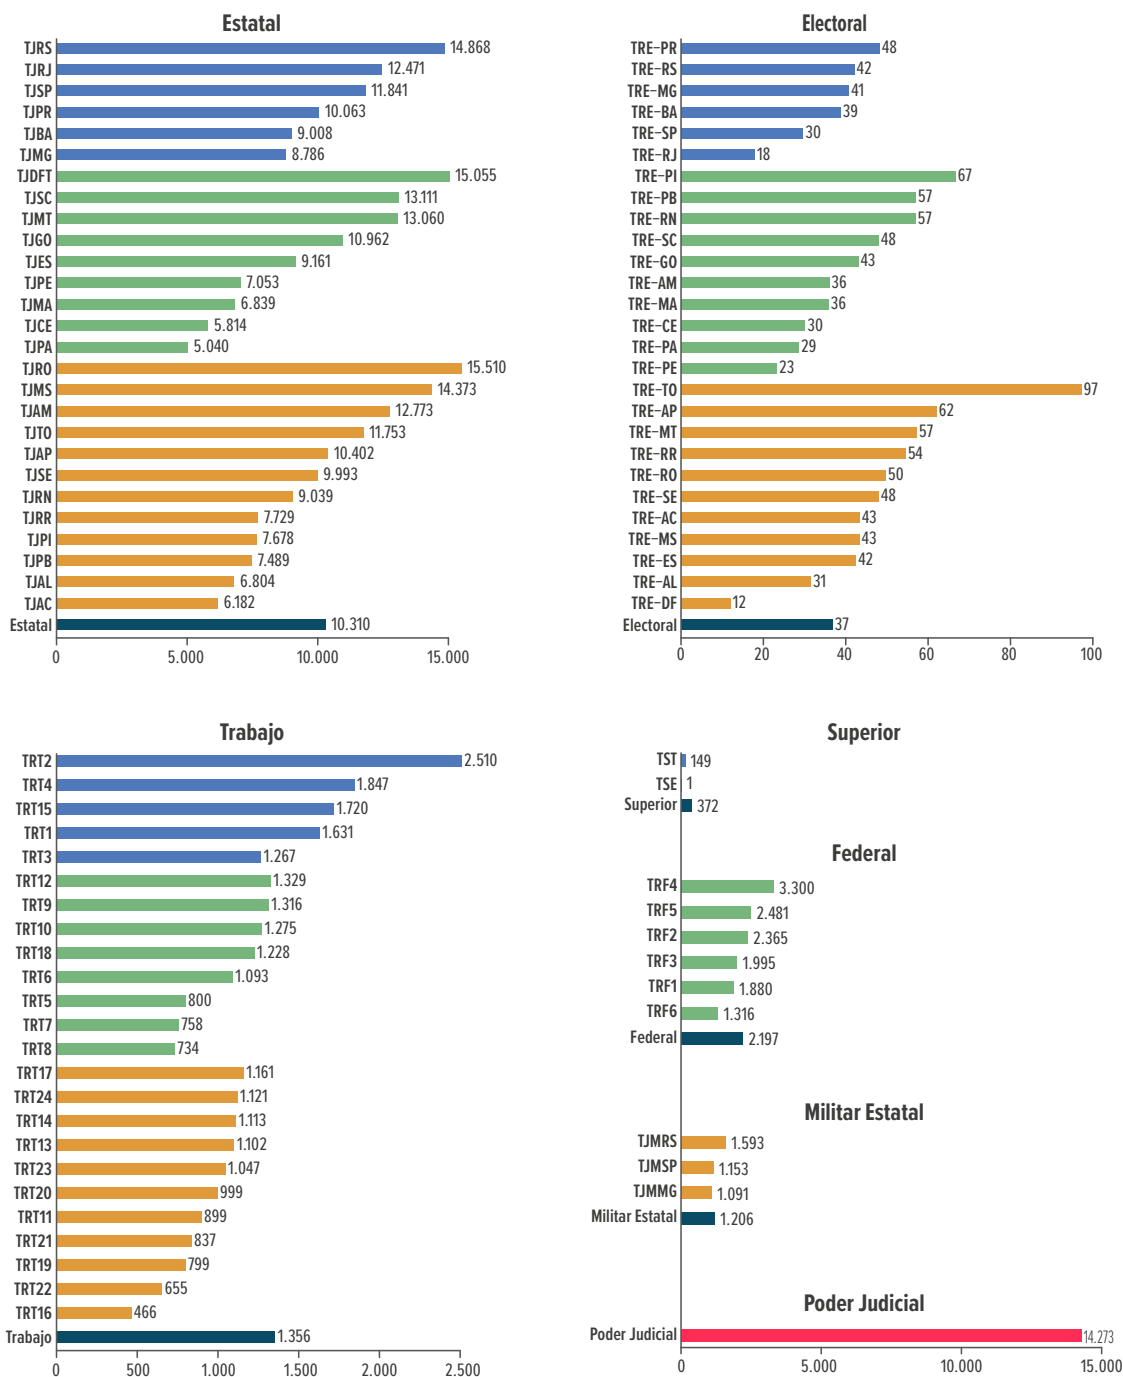 Estatal
TJRS 14.868
TJRJ 12.471
TJSP 11.841
TJPR 10.063
TJBA 9.008
TJMG 8.786
TJDFT 15.055
TJSC 13.111
TJMT 13.060
TJGO 10.962
TJES 9.161
TJPE 7.053
TJMA 6.839
TJCE 5.814
TJPA 5.040
TJRO 15.510
TJMS 14.373
TJAM 12.773
TJTO 11.753
TJAP 10.402
TJSE 9.993
TJRN 9.039
TJRR 7.729
TJPI 7.678
TJPB 7.489
TJAL 6.804
TJAC 6.182
Estatal 10.310
0 5.000 10.000 15.000
Electoral
TRE-PR 48
TRE-RS 42
TRE-MG 41
TRE-BA 39
TRE-SP 30
TRE-RJ 18
TRE-PI 67
TRE-PB 57
TRE-RN 57
TRE-SC 48
TRE-GO 43
TRE-AM 36
TRE-MA 36
TRE-CE 30
TRE-PA 29
TRE-PE 23
TRE-TO 97
TRE-AP 62
TRE-MT 57
TRE-RR 54
TRE-RO 50
TRE-SE 48
TRE-AC 43
TRE-MS 43
TRE-ES 42
TRE-AL 31
TRE-DF 12
Electoral 37
0 20 40 60 80 100
Trabajo
TRT2 2.510
TRT4 1.847
TRT15 1.720
TRT1 1.631
TRT3 1.267
TRT12 1.329
TRT9 1.316
TRT10 1.275
TRT18 1.228
TRT6 1.093
TRT5 800
TRT7 758
TRT8 734
TRT17 1.161
TRT24 1.121
TRT14 1.113
TRT13 1.102
TRT23 1.047
TRT20 999
TRT11 899
TRT21 837
TRT19 799
TRT22 655
TRT16 466
Trabajo 1.356
0 500 1.000 1.500 2.000 2.500
Superior
TST 149
TSE 1
Superior 372
Federal
TRF4 3.300
TRF5 2.481
TRF2 2.365
TRF3 1.995
TRF1 1.880
TRF6 1.316
Federal 2.197
Militar Estatal
TJMRS 1.593
TJMSP 1.153
TJMMG 1.091
Militar Estatal 1.206
Poder Judicial
Poder Judicial 14.273
0 5.000 10.000 15.000